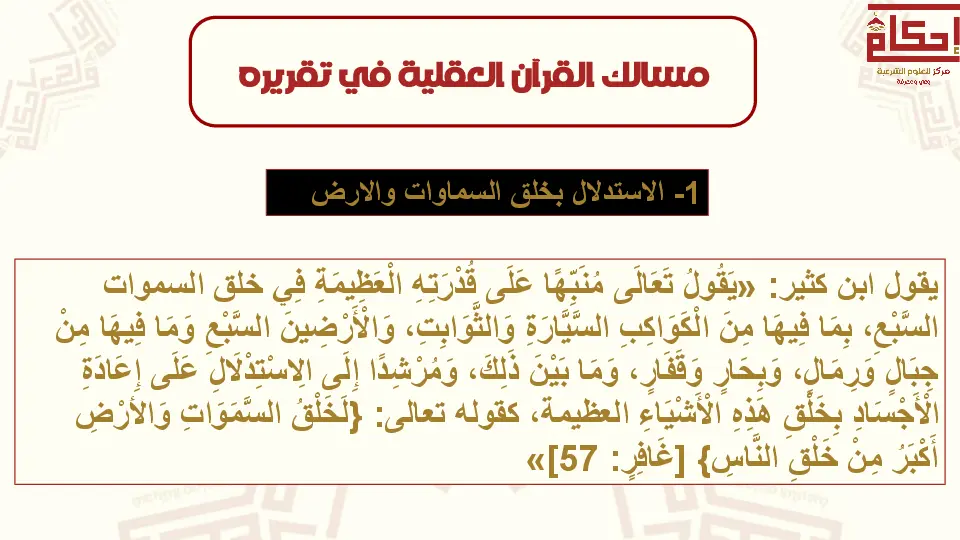 إحكام
مركز للعلوم الشرعية
وعي ومعرفة
مسالك القرآن العقلية في تقريره
1- الاستدلال بخلق السماوات والارض
يقول ابن كثير: «يَقُولُ تَعَالَى مُنَبِّهًا عَلَى قُدْرَتِهِ الْعَظِيمَةِ فِي خلق السموات
السَّبْعِ، بِمَا فِيهَا مِنَ الْكَوَاكِبِ السَّيَّارَةِ وَالثَّوَابِتِ، وَالْأَرْضِينَ السَّبْعِ وَمَا فِيهَا مِنْ
جِبَالٍ وَرِمَالٍ، وَبِحَارٍ وَقَفَارٍ، وَمَا بَيْنَ ذَلِكَ، وَمُرْشِدًا إِلَى الِاسْتِدْلَالِ عَلَى إِعَادَةِ
الْأَجْسَادِ بِخَلْقِ هَذِهِ الْأَشْيَاءِ العظيمة، كقوله تعالى: {لَخَلْقُ السَّمَوَاتِ وَالأرْضِ
أَكْبَرُ مِنْ خَلْقِ النَّاسِ} [غَافِرٍ: 57]»